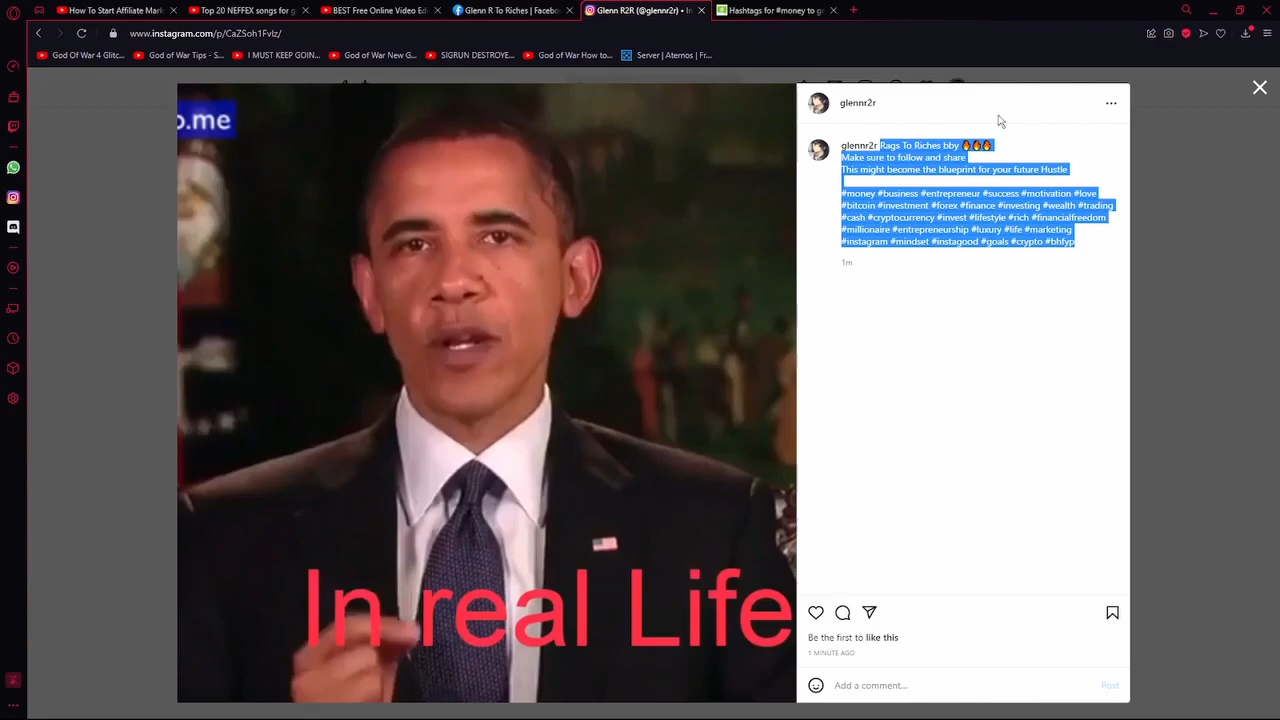 How To Start Affiliate Mark
Top 20 NEFFEX songs for g
BEST Free Online Video Ed
Glenn R To Riches | Faceb
Glenn R2R (@glennr2r) • In
Hashtags for #money to g
www.instagram.com/p/CaZSoh1Fvlz/
God Of War 4 Glitc...
God of War Tips - S...
I MUST KEEP GOIN...
God of War New G...
SIGRUN DESTROYE...
God of War How to...
Server | Aternos | Fr...
o.me
In real Life
glennr2r
glennr2r Rags To Riches bby 🔥🔥🔥
Make sure to follow and share
This might become the blueprint for your future Hustle
#money #business #entrepreneur #success #motivation #love
#bitcoin #investment #forex #finance #investing #wealth #trading
#cash #cryptocurrency #invest #lifestyle #rich #financialfreedom
#millionaire #entrepreneurship #luxury #life #marketing
#instagram #mindset #instagood #goals #crypto #bhfyp
1m
Be the first to like this
1 MINUTE AGO
Add a comment...
Post